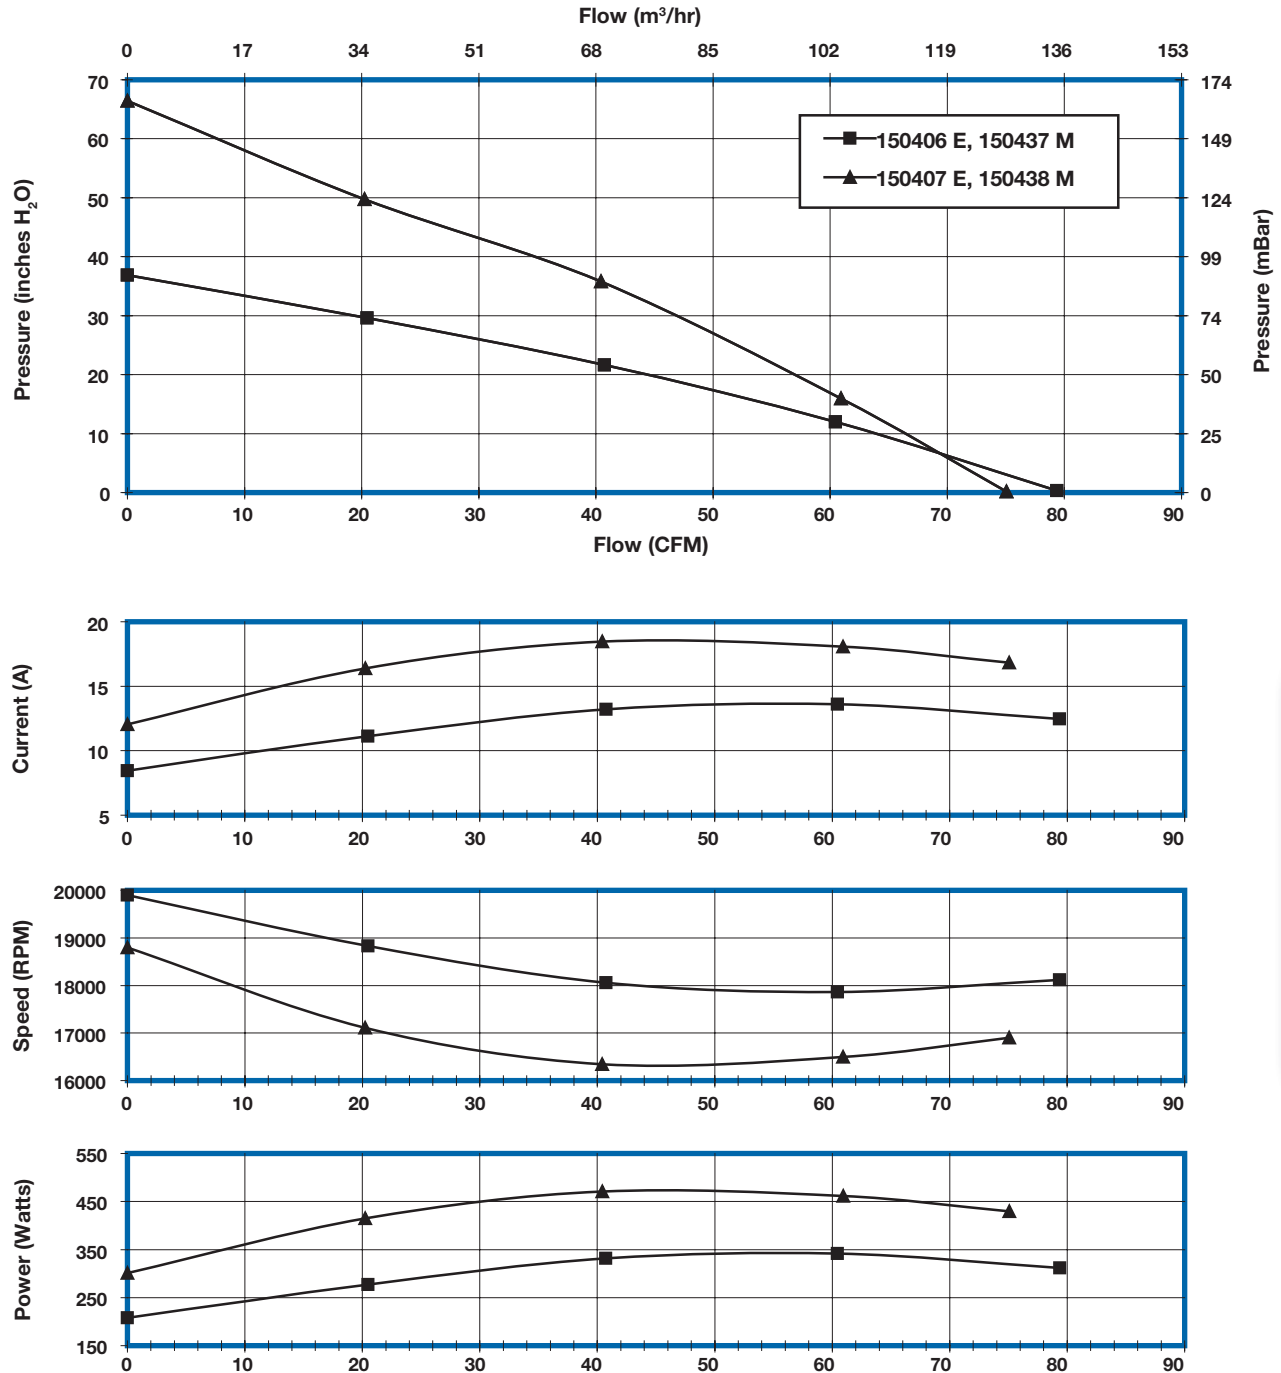 Flow (m³/hr)
0 17 34 51 68 85 102 119 136 153
70 174
60 149
50 124
40 99
30 74
20 50
10 25
0 0
Pressure (inches H₂O)
Pressure (mBar)
150406 E, 150437 M
150407 E, 150438 M
0 10 20 30 40 50 60 70 80 90
Flow (CFM)
Current (A)
20
15
10
5
0 10 20 30 40 50 60 70 80 90
Speed (RPM)
20000
19000
18000
17000
16000
0 10 20 30 40 50 60 70 80 90
Power (Watts)
550
450
350
250
150
0 10 20 30 40 50 60 70 80 90